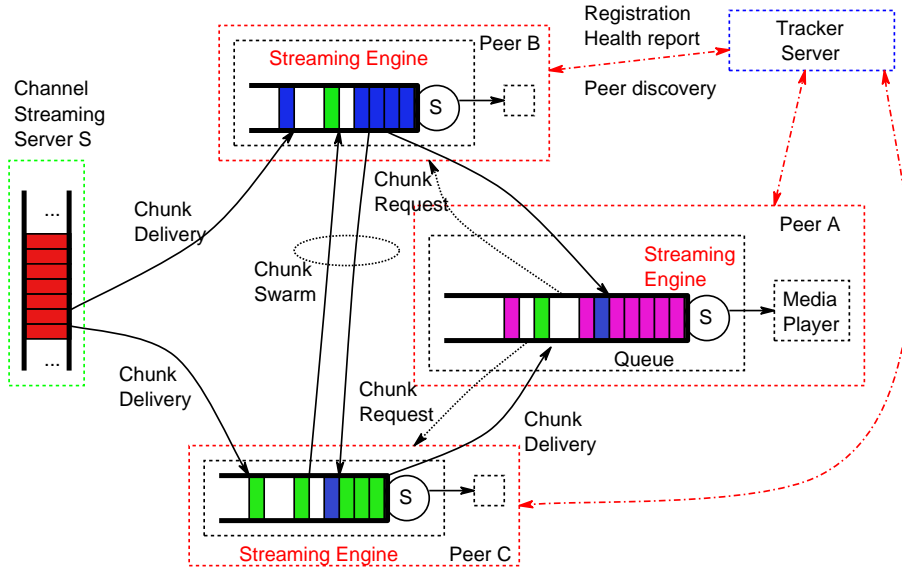 Registration
Health report
Tracker
Server
Peer B
Streaming Engine
Peer discovery
Channel
Streaming
Server S
S
Chunk
Request
Chunk
Delivery
...
Peer A
Streaming
Engine
Chunk
Swarm
Media
Player
S
Queue
...
Chunk
Delivery
Chunk
Request
Chunk
Delivery
S
Streaming Engine
Peer C